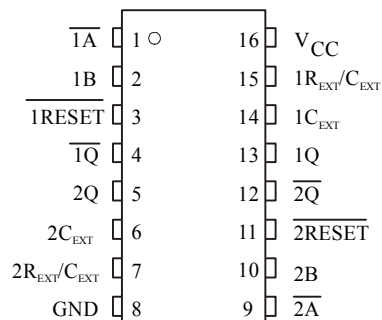 1A 1 16 VCC
1B 2 15 1REXT/CEXT
1RESET 3 14 1CEXT
1Q 4 13 1Q
2Q 5 12 2Q
2CEXT 6 11 2RESET
2REXT/CEXT 7 10 2B
GND 8 9 2A